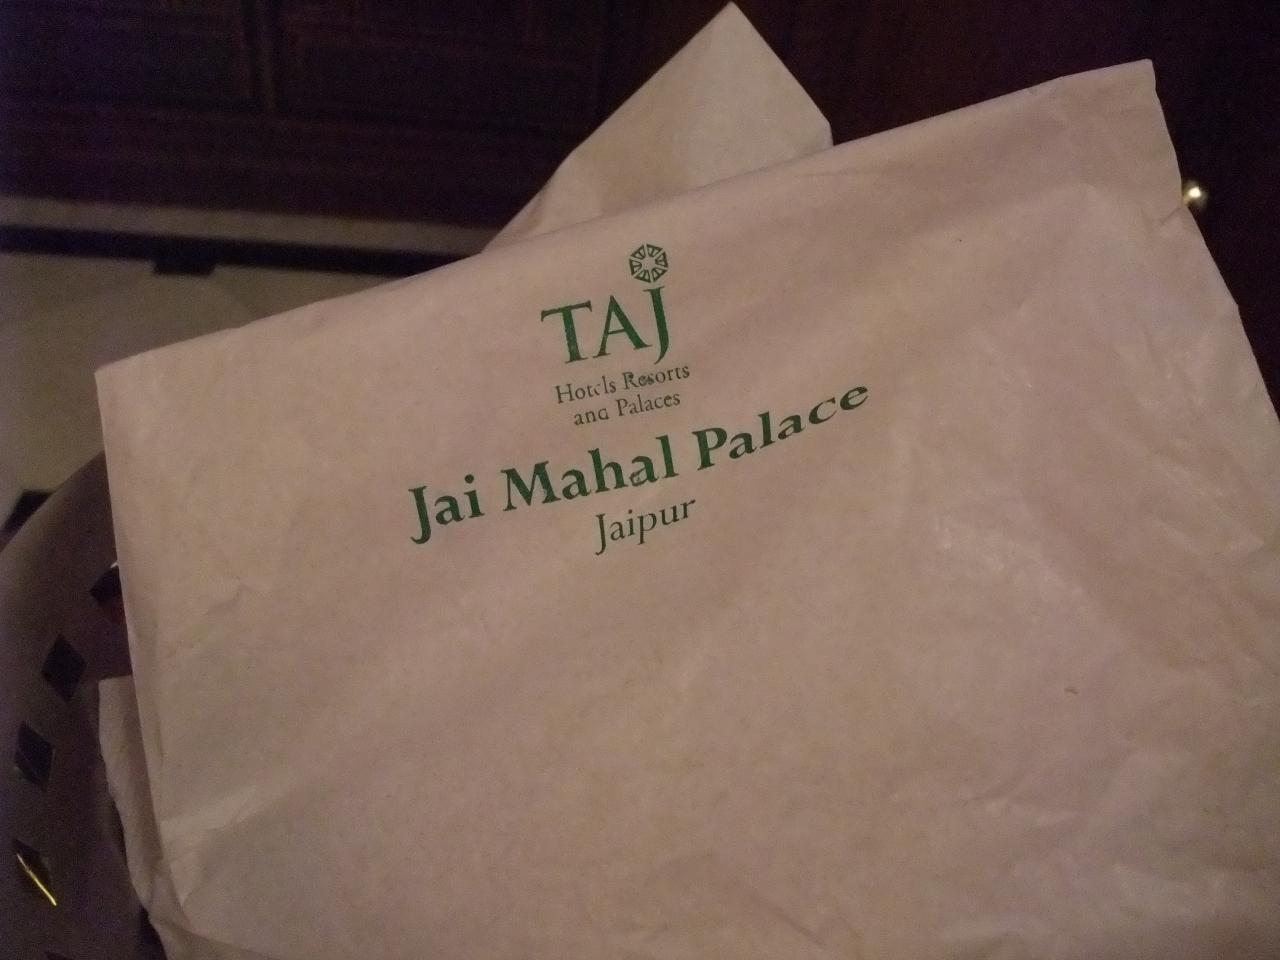 TAJ
Hotels Resorts
and Palaces
Jai Mahal Palace
Jaipur